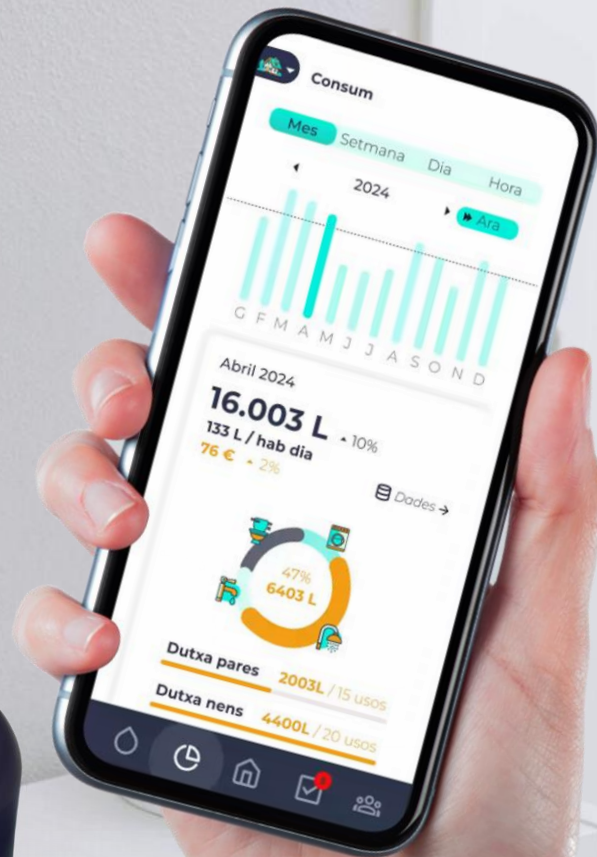 Consum
Mes Setmana Dia Hora
2024
Ara
G F M A M J J A S O N D
Abril 2024
16.003 L 10%
133 L / hab dia
76 € 2%
Dades
47%
6403 L
Dutxa pares 2003L / 15 usos
Dutxa nens 4400L / 20 usos